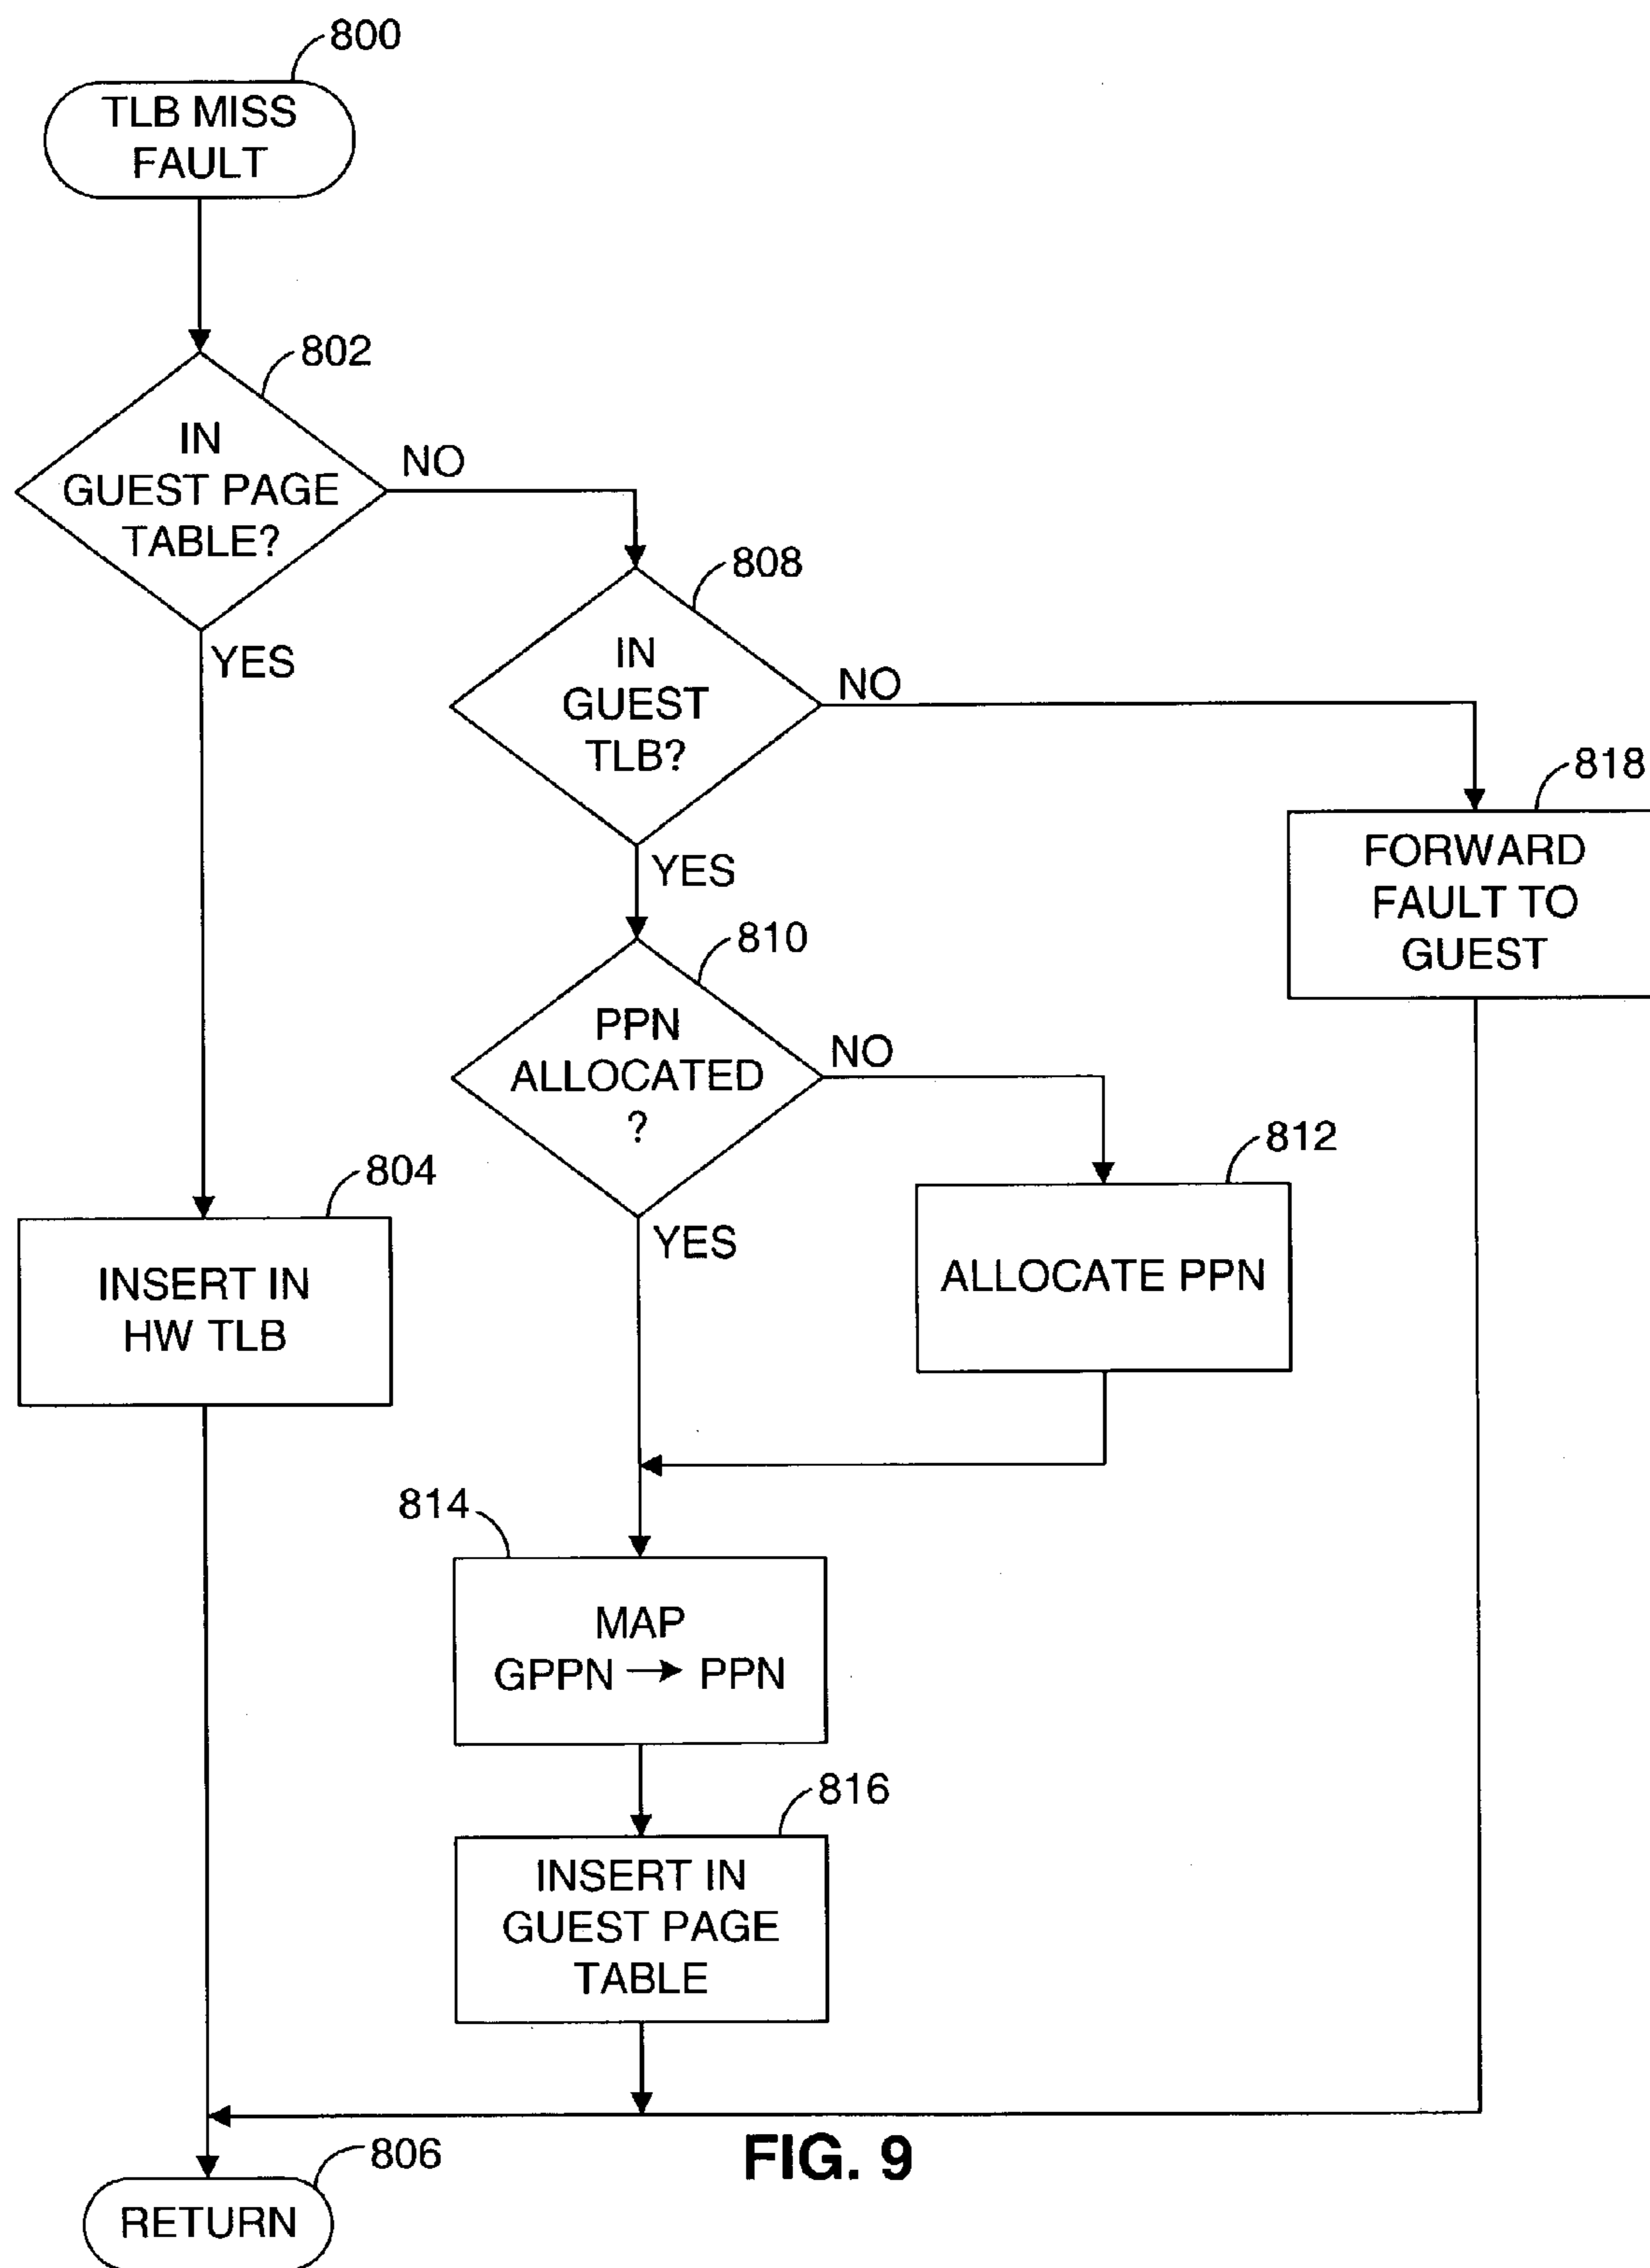 800
TLB MISS
FAULT
802
IN
GUEST PAGE
TABLE?
NO
YES
808
IN
GUEST
TLB?
NO
YES
818
FORWARD
FAULT TO
GUEST
810
PPN
ALLOCATED
?
NO
YES
812
ALLOCATE PPN
804
INSERT IN
HW TLB
814
MAP
GPPN → PPN
816
INSERT IN
GUEST PAGE
TABLE
806
RETURN
FIG. 9